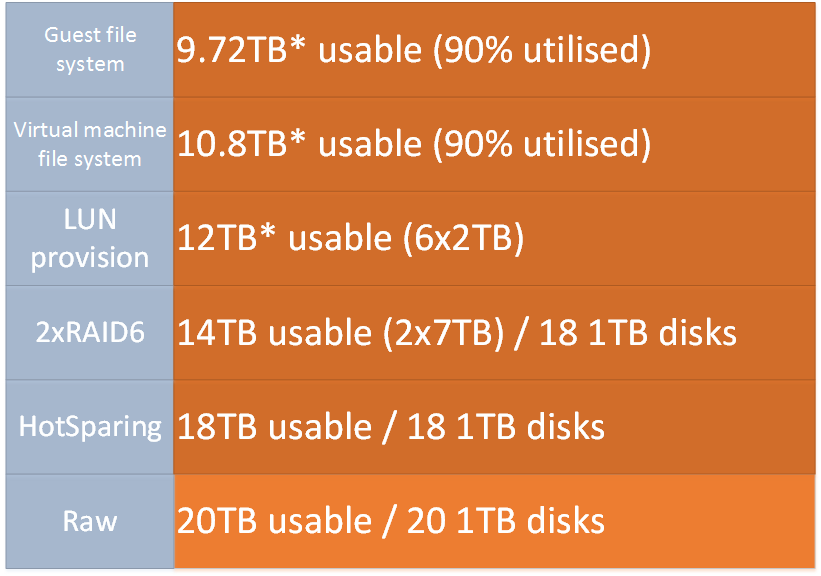 Guest file
system
9.72TB* usable (90% utilised)
Virtual machine
file system
10.8TB* usable (90% utilised)
LUN
provision
12TB* usable (6x2TB)
2xRAID6
14TB usable (2x7TB) / 18 1TB disks
HotSparing
18TB usable / 18 1TB disks
Raw
20TB usable / 20 1TB disks